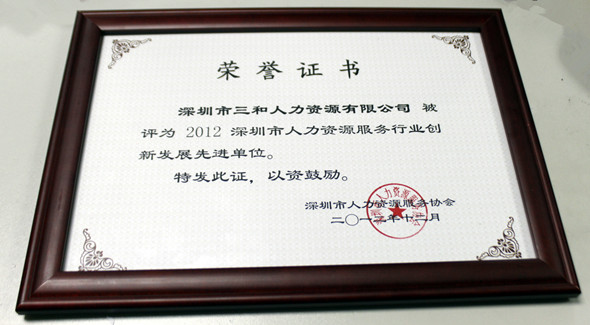 荣誉证书
深圳市三和人力资源有限公司 被
评为 2012 深圳市人力资源服务行业创
新发展先进单位。
特发此证，以资鼓励。
深圳市人力资源服务协会
二〇一二年十二月